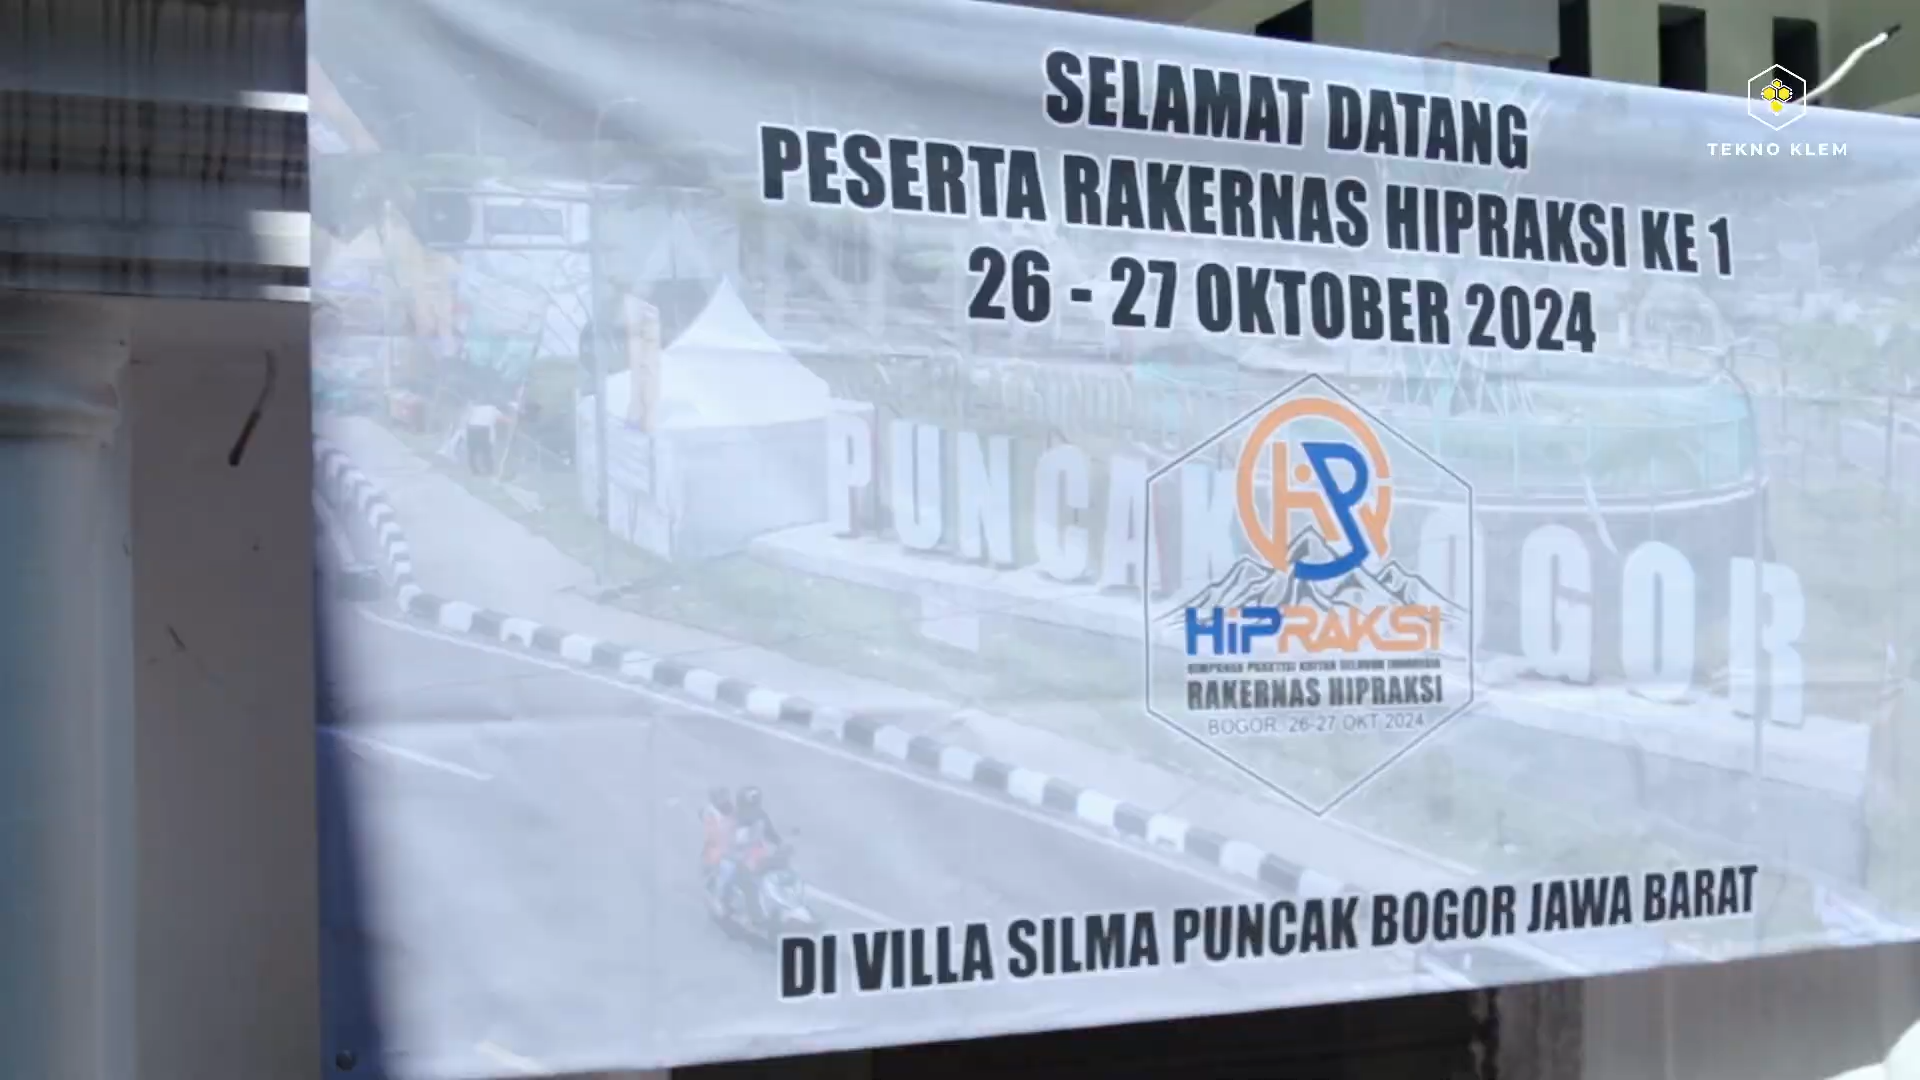 SELAMAT DATANG
PESERTA RAKERNAS HIPRAKSI KE 1
26 - 27 OKTOBER 2024
TEKNO KLEM
PUNCAK BOGOR
HiPRAKSI
RAKERNAS HIPRAKSI
BOGOR, 26-27 OKT 2024
DI VILLA SILMA PUNCAK BOGOR JAWA BARAT